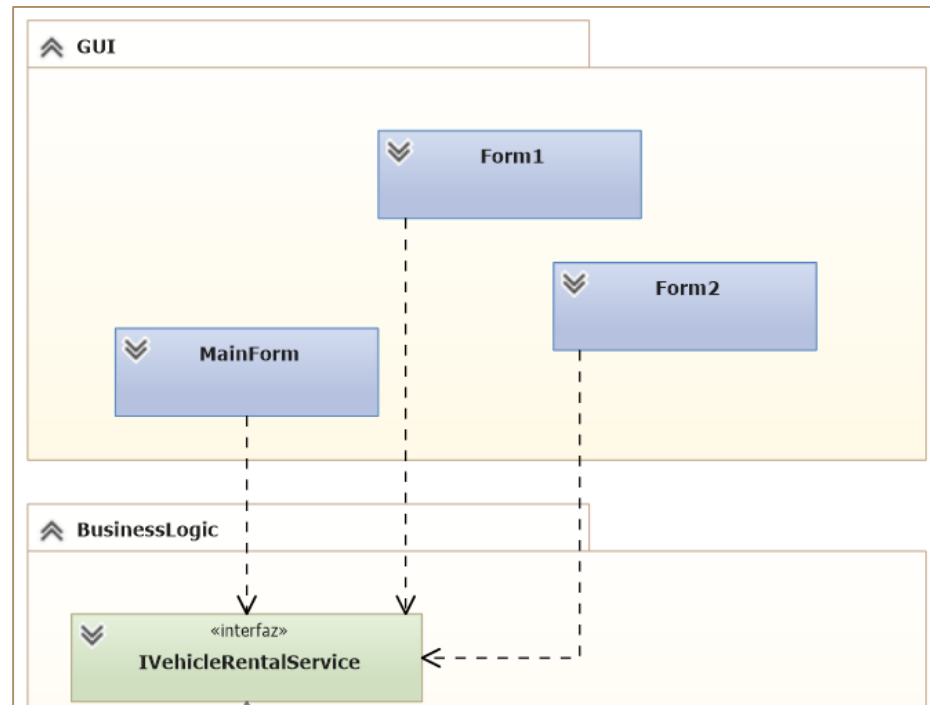 GUI
Form1
Form2
MainForm
BusinessLogic
«interfaz»
IVehicleRentalService